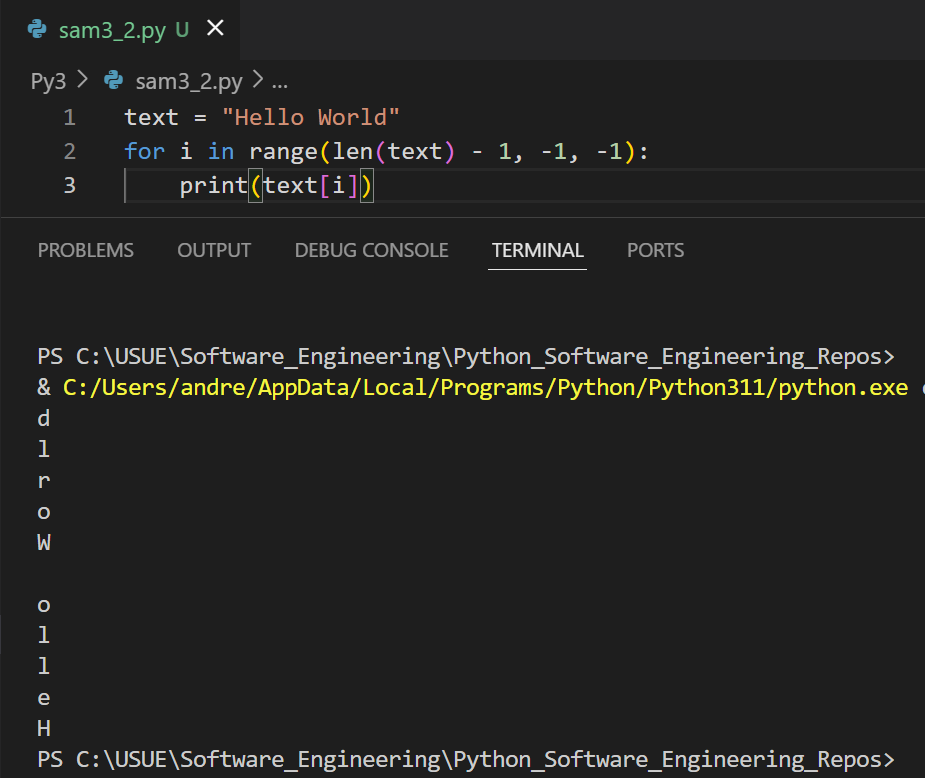 sam3_2.py U ×
Py3 > sam3_2.py > ...
1 text = "Hello World"
2 for i in range(len(text) - 1, -1, -1):
3     print(text[i])
PROBLEMS OUTPUT DEBUG CONSOLE TERMINAL PORTS
PS C:\USUE\Software_Engineering\Python_Software_Engineering_Repos>
& C:/Users/andre/AppData/Local/Programs/Python/Python311/python.exe
d
l
r
o
W

o
l
l
e
H
PS C:\USUE\Software_Engineering\Python_Software_Engineering_Repos>